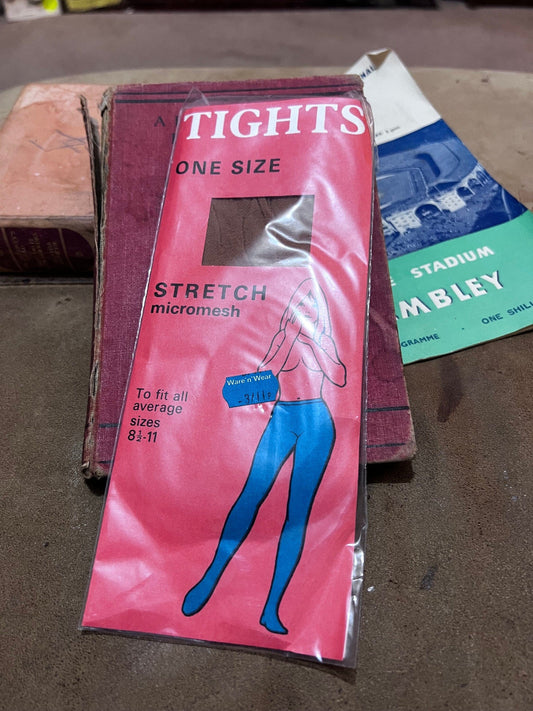 TIGHTS
ONE SIZE
STRETCH
micromesh
Ware'n'Wear
To fit all
average
sizes
8½-11
A
STADIUM
MBLEY
GRAMME
ONE SHILL